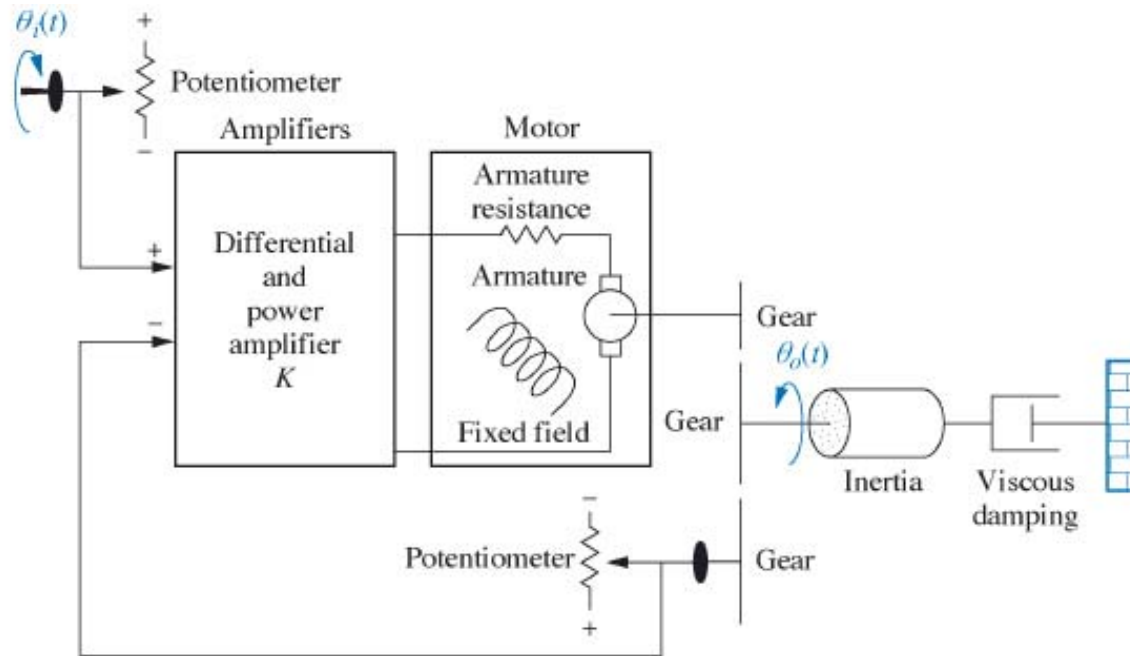 θi(t)
+
Potentiometer
−
Amplifiers
Motor
+
−
Differential
and
power
amplifier
K
Armature
resistance
Armature
Fixed field
Gear
θo(t)
Gear
Inertia
Viscous
damping
−
Potentiometer
+
Gear